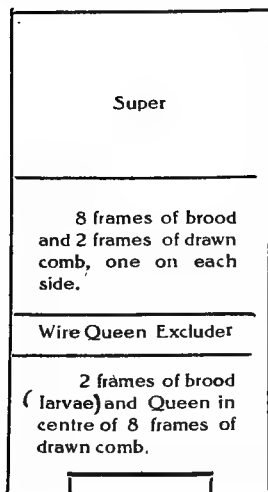 Super
8 frames of brood
and 2 frames of drawn
comb, one on each
side.
Wire Queen Excluder
2 frames of brood
(larvae) and Queen in
centre of 8 frames of
drawn comb.